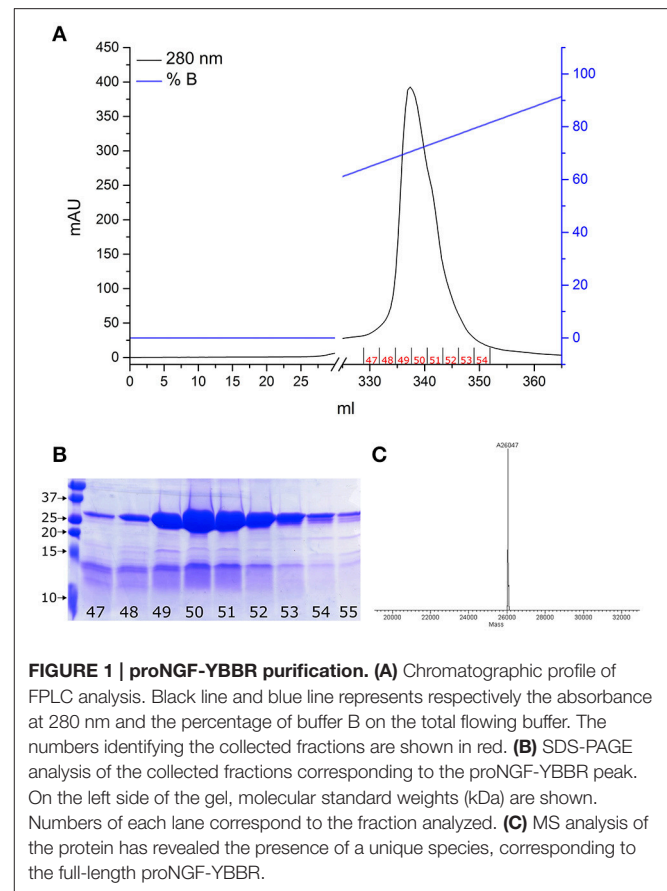 A
450
400
350
300
250
200
150
100
50
0
mAU
280 nm
% B
100
80
60
40
20
0
47 48 49 50 51 52 53 54
0 5 10 15 20 25 330 340 350 360
ml
B
37→
25→
20→
15→
10→
47 48 49 50 51 52 53 54 55
C
A26047
20000 22000 24000 26000 28000 30000 32000
Mass
FIGURE 1 | proNGF-YBBR purification. (A) Chromatographic profile of
FPLC analysis. Black line and blue line represents respectively the absorbance
at 280 nm and the percentage of buffer B on the total flowing buffer. The
numbers identifying the collected fractions are shown in red. (B) SDS-PAGE
analysis of the collected fractions corresponding to the proNGF-YBBR peak.
On the left side of the gel, molecular standard weights (kDa) are shown.
Numbers of each lane correspond to the fraction analyzed. (C) MS analysis of
the protein has revealed the presence of a unique species, corresponding to
the full-length proNGF-YBBR.